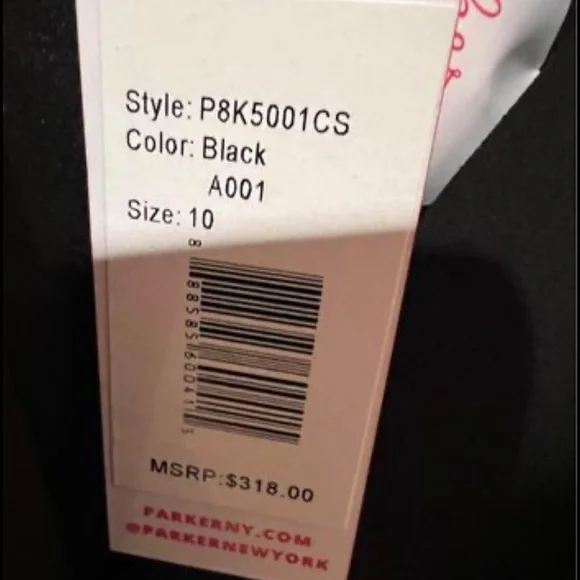 Style: P8K5001CS
Color: Black
A001
Size: 10
MSRP:$318.00
PARKERNY.COM
@PARKERNEWYORK